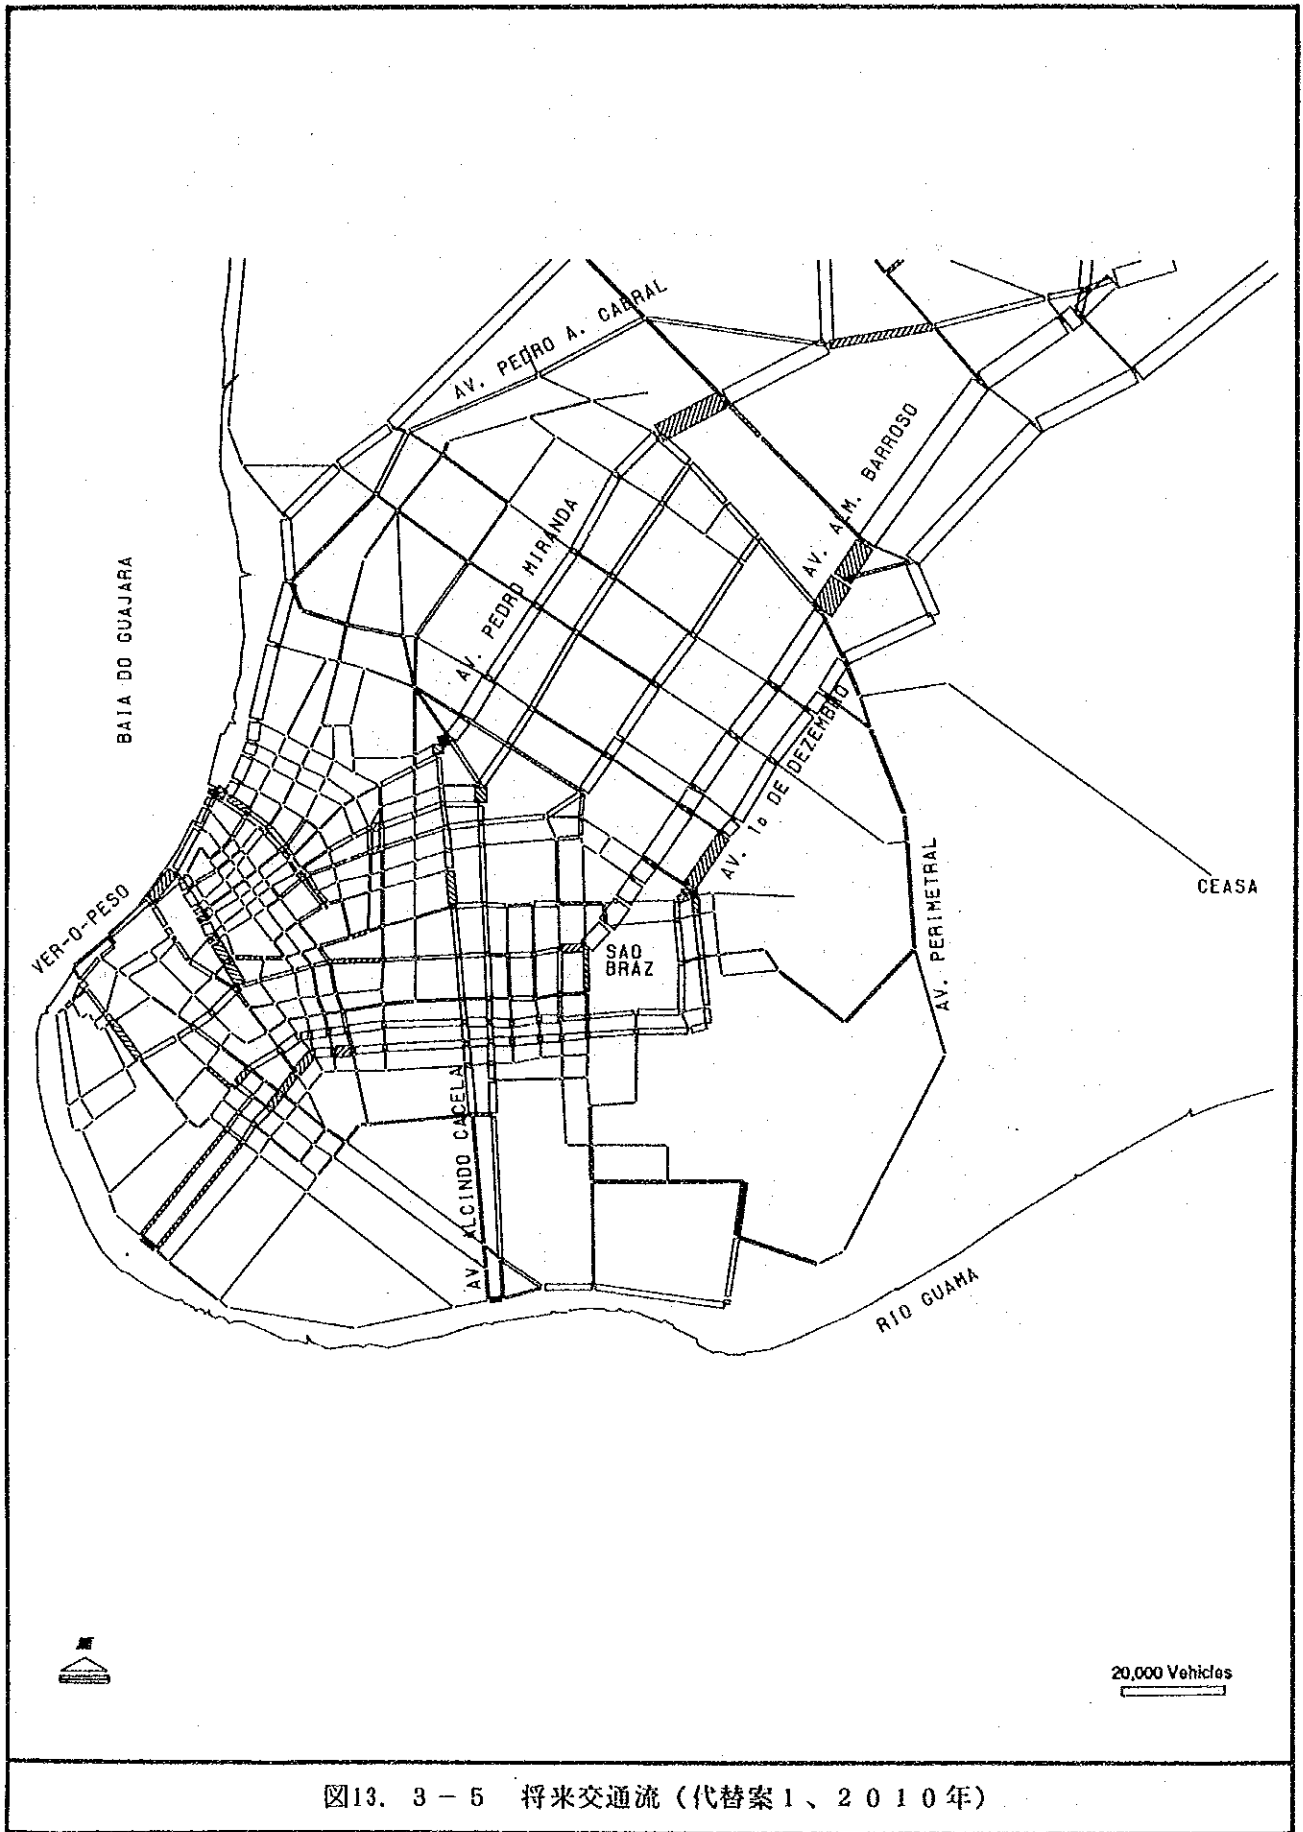 AV. PEDRO A. CABRAL
AV. ALM. BARROSO
AV. PEDRO MIRANDA
BAIA DO GUAJARA
AV. 1º DE DEZEMBRO
CEASA
VER-O-PESO
AV. PERIMETRAL
SAO
BRAZ
AV. ALCINDO CACELA
RIO GUAMA
20,000 Vehicles
図13. 3-5 将来交通流(代替案1、2010年)